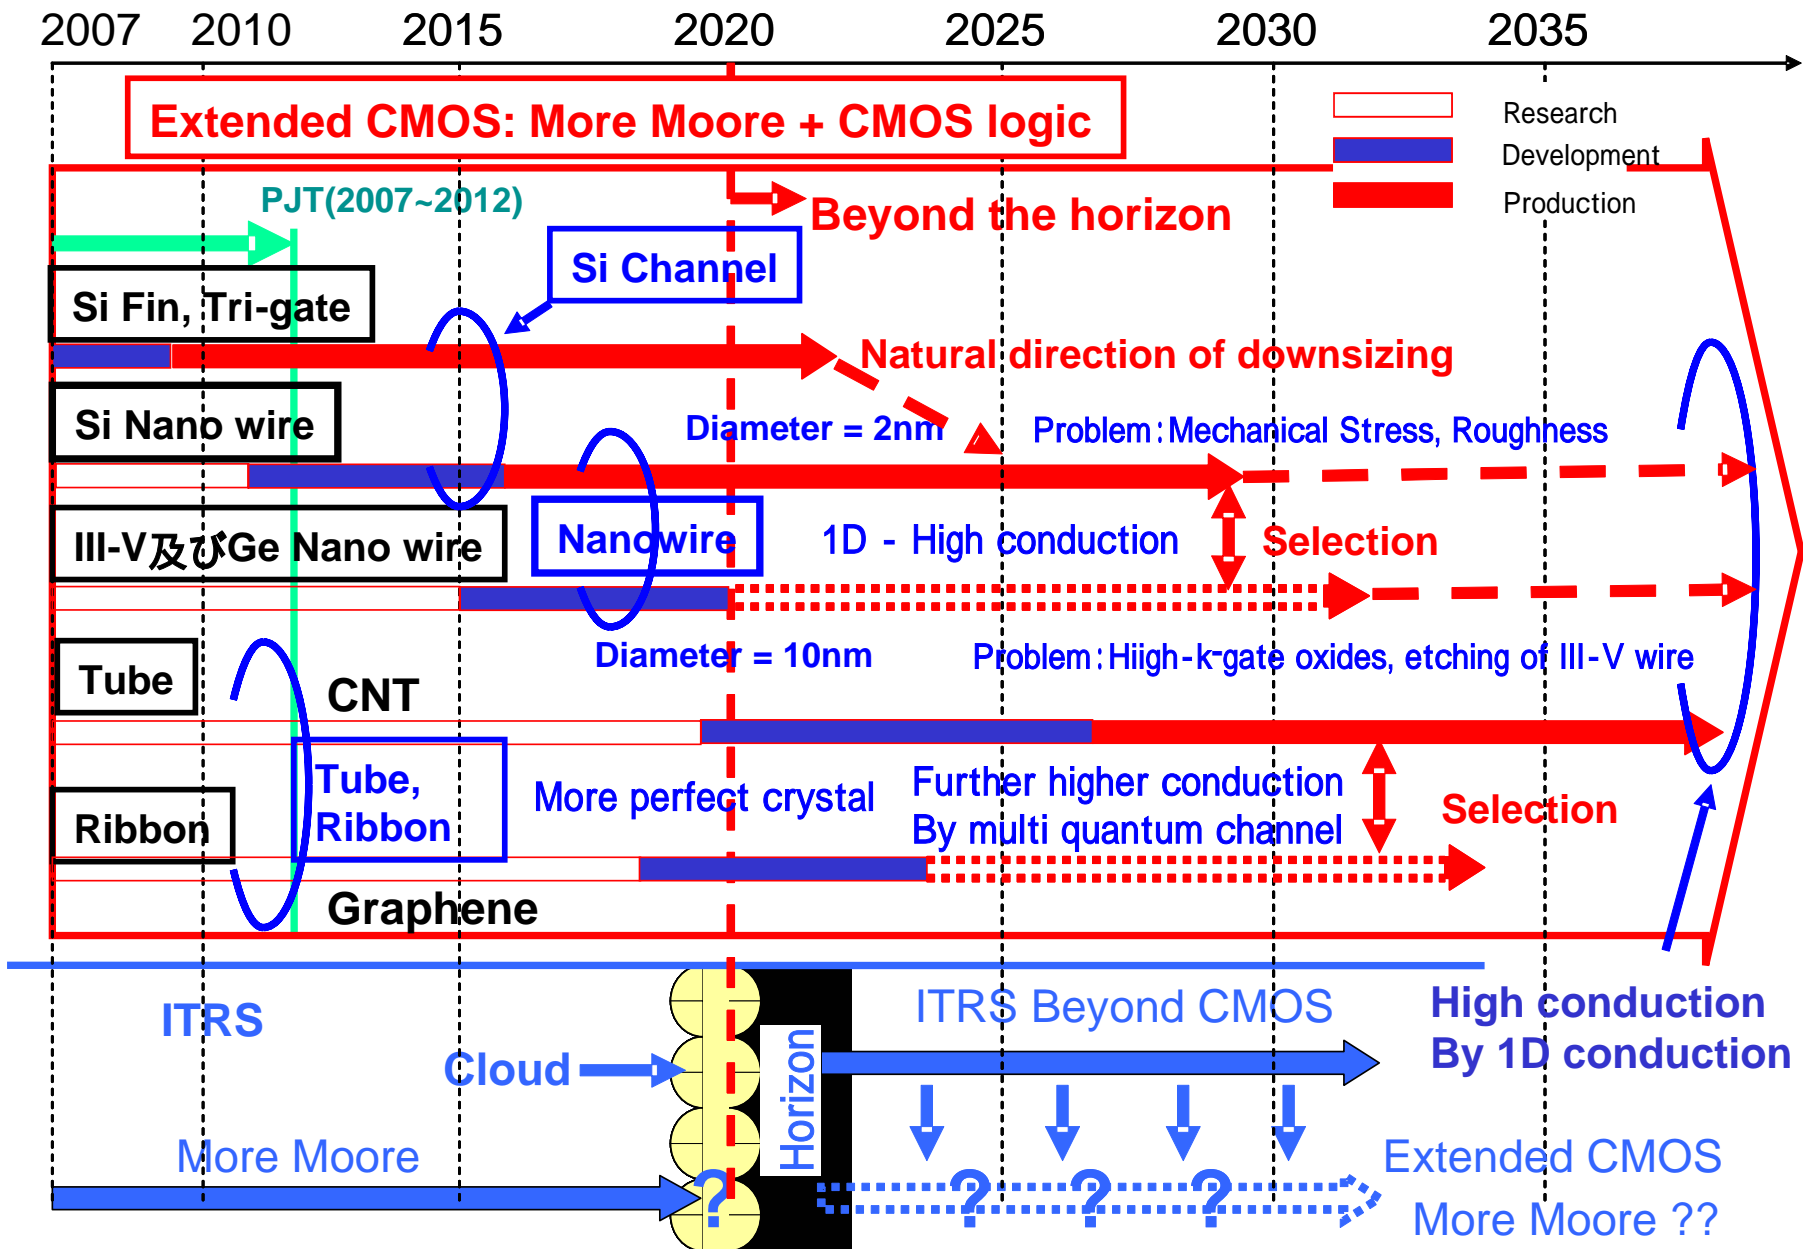 2007 2010 2015 2020 2025 2030 2035
Extended CMOS: More Moore + CMOS logic
Research
Development
Production
PJT(2007~2012)
Beyond the horizon
Si Channel
Si Fin, Tri-gate
Natural direction of downsizing
Si Nano wire
Diameter = 2nm
Problem:Mechanical Stress, Roughness
III-V及びGe Nano wire
Nanowire
1D - High conduction
Selection
Diameter = 10nm
Problem:Hiigh-k-gate oxides, etching of III-V wire
Tube
CNT
Tube,
Ribbon
More perfect crystal
Further higher conduction
By multi quantum channel
Selection
Ribbon
Graphene
ITRS
ITRS Beyond CMOS
High conduction
By 1D conduction
Cloud
Horizon
More Moore
? ? ? ?
Extended CMOS
More Moore ??